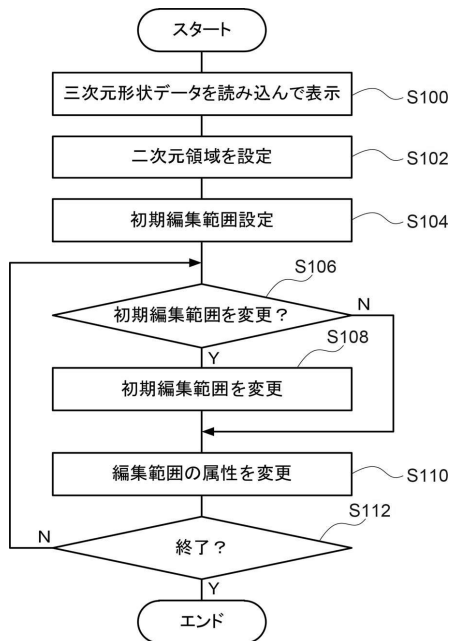 スタート
三次元形状データを読み込んで表示
S100
二次元領域を設定
S102
初期編集範囲設定
S104
S106
初期編集範囲を変更?
N
Y
S108
初期編集範囲を変更
編集範囲の属性を変更
S110
S112
N
終了?
Y
エンド